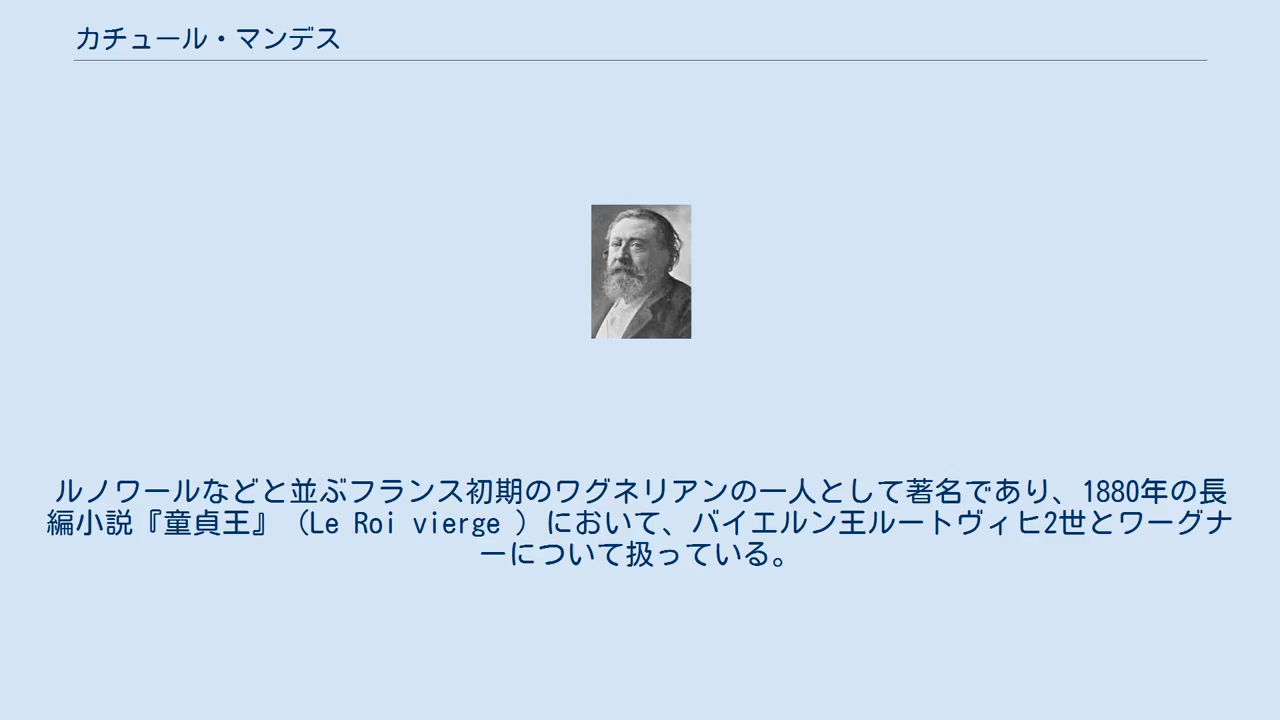 カチュール・マンデス
ルノワールなどと並ぶフランス初期のワグネリアンの一人として著名であり、1880年の長
編小説『童貞王』（Le Roi vierge ）において、バイエルン王ルートヴィヒ2世とワーグナ
ーについて扱っている。